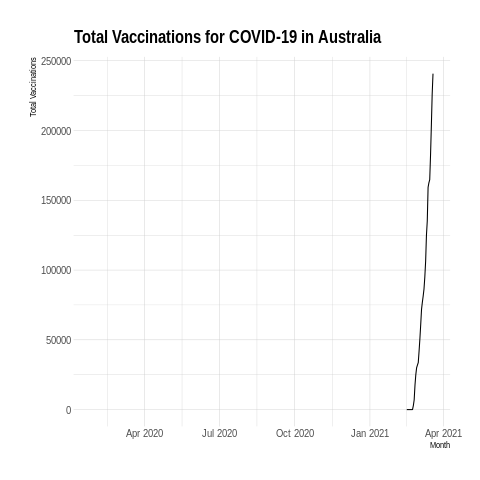 Total Vaccinations for COVID-19 in Australia
Total Vaccinations
250000
200000
150000
100000
50000
0
Apr 2020 Jul 2020 Oct 2020 Jan 2021 Apr 2021
Month